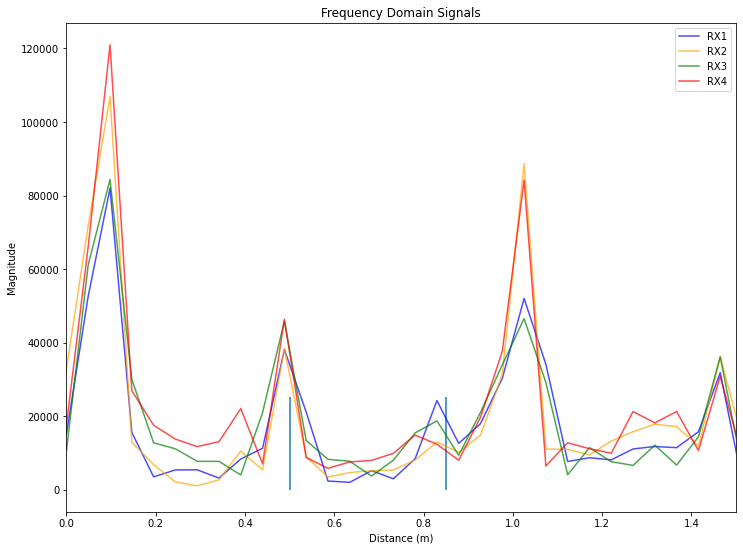 Frequency Domain Signals
RX1
RX2
RX3
RX4
Magnitude
120000
100000
80000
60000
40000
20000
0
0.0 0.2 0.4 0.6 0.8 1.0 1.2 1.4
Distance (m)